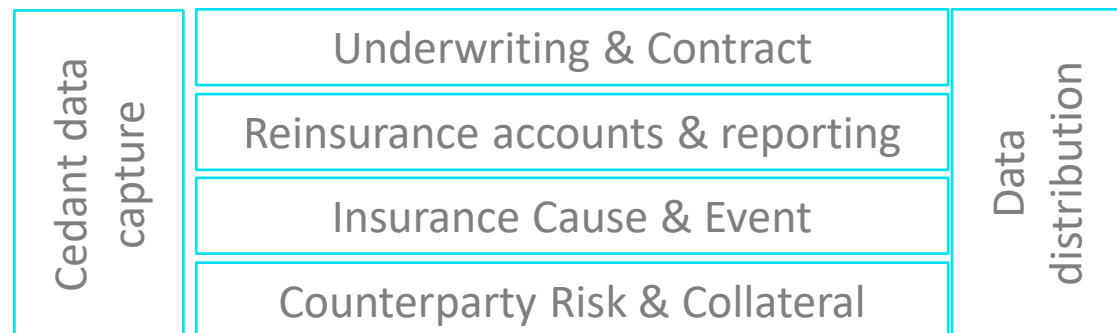 Cedant data
capture
Underwriting & Contract
Reinsurance accounts & reporting
Insurance Cause & Event
Counterparty Risk & Collateral
Data
distribution